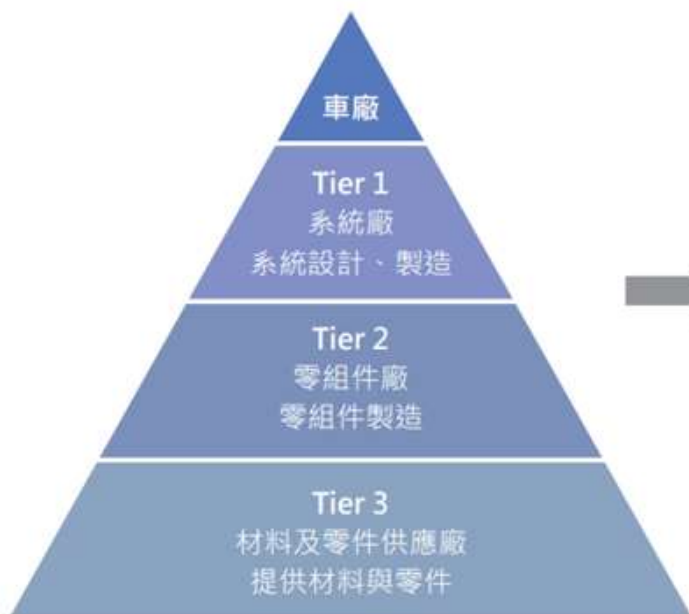 車廠
Tier 1
系統廠
系統設計、製造
Tier 2
零組件廠
零組件製造
Tier 3
材料及零件供應廠
提供材料與零件